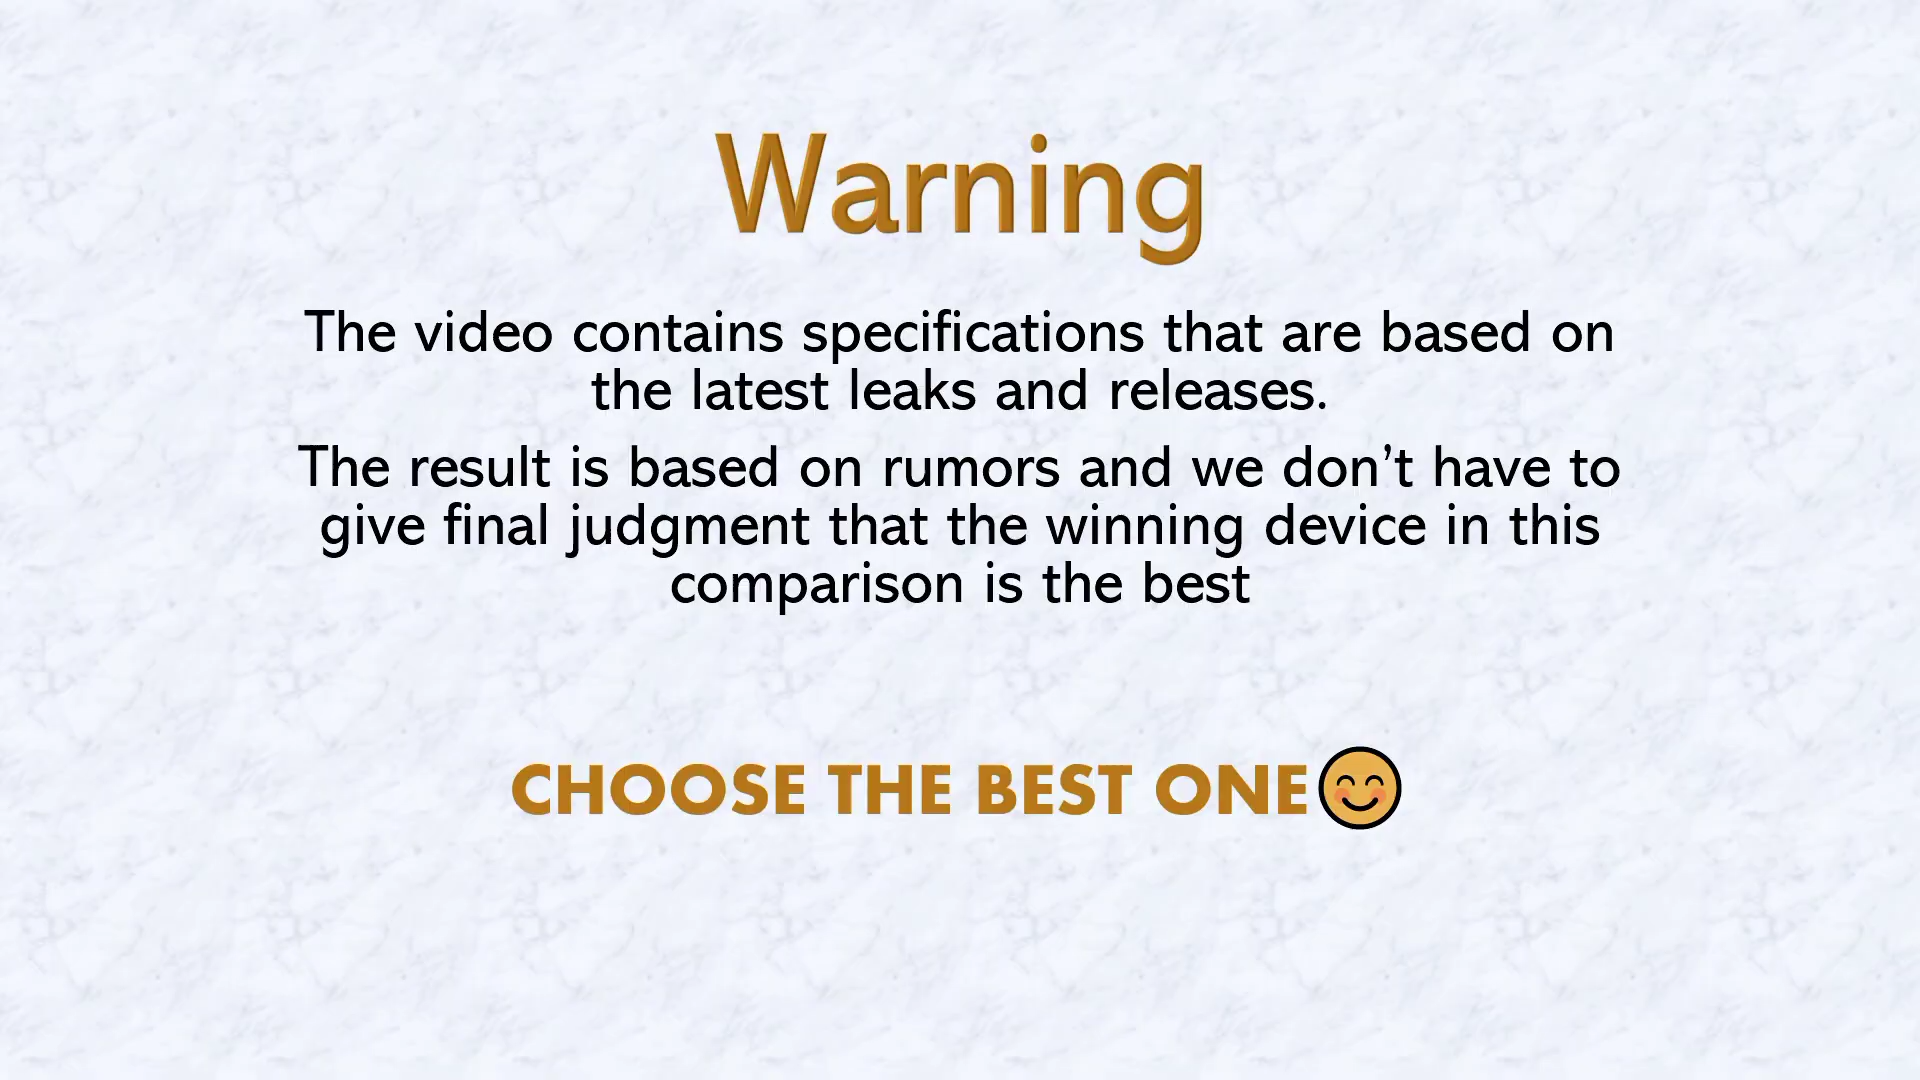 Warning
The video contains specifications that are based on
the latest leaks and releases.
The result is based on rumors and we don’t have to
give final judgment that the winning device in this
comparison is the best
CHOOSE THE BEST ONE